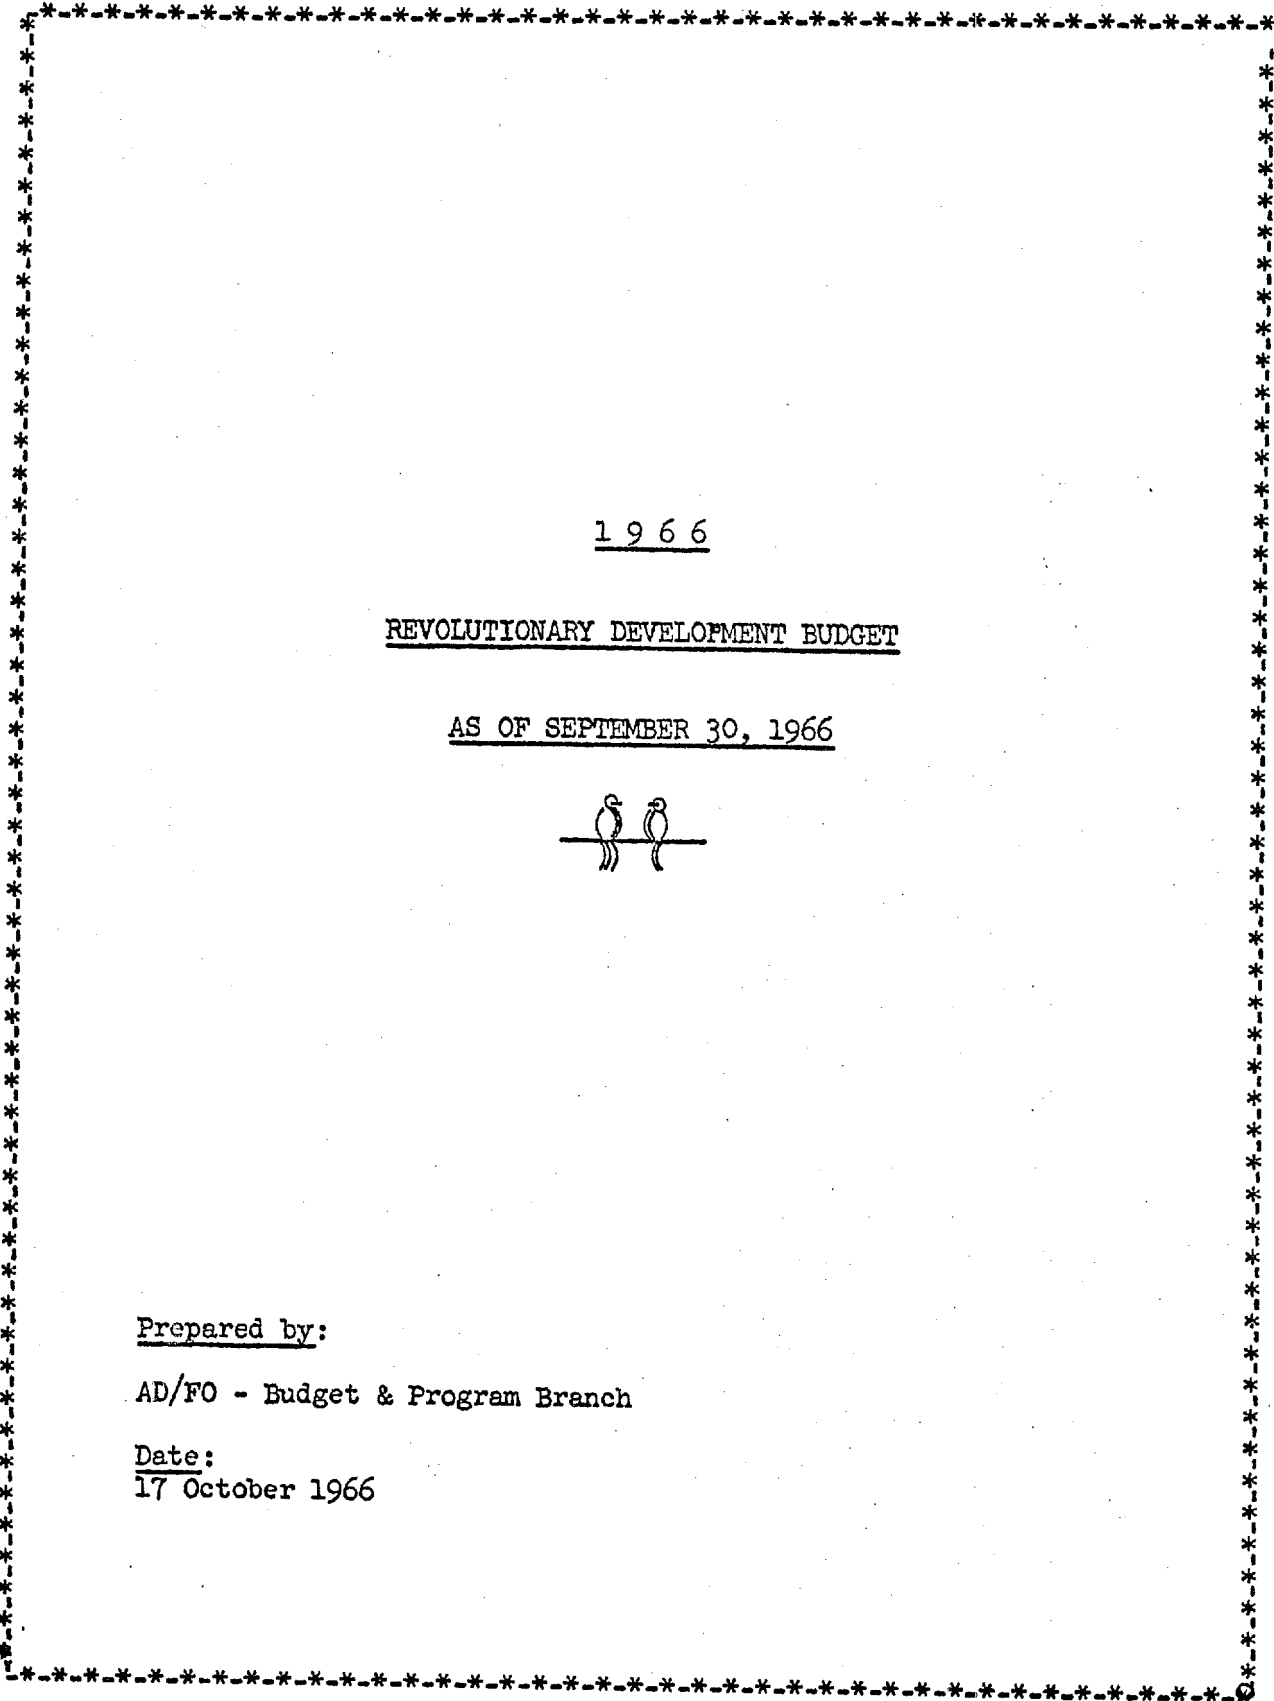 1 9 6 6
REVOLUTIONARY DEVELOPMENT BUDGET
AS OF SEPTEMBER 30, 1966
Prepared by:
AD/FO - Budget & Program Branch
Date:
17 October 1966